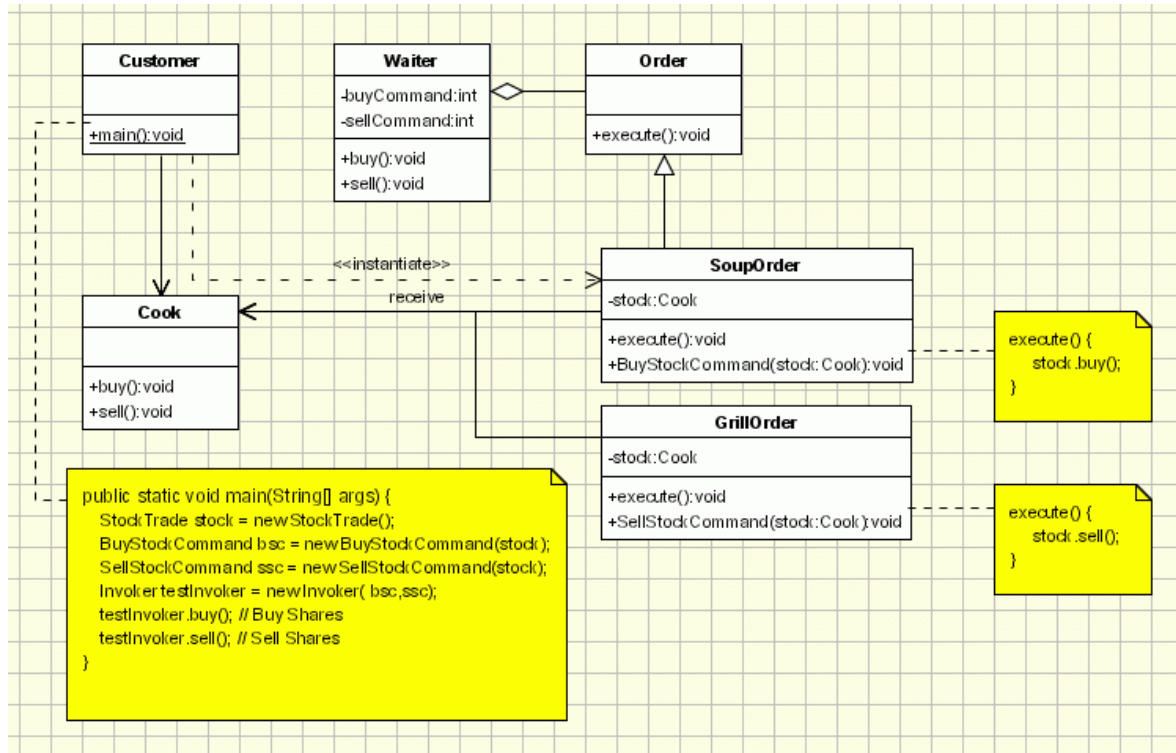 Customer
+main():void
Waiter
-buyCommand:int
-sellCommand:int
+buy():void
+sell():void
Order
+execute():void
<<instantiate>>
receive
Cook
+buy():void
+sell():void
SoupOrder
-stock:Cook
+execute():void
+BuyStockCommand(stock:Cook):void
execute() {
stock.buy();
}
GrillOrder
-stock:Cook
+execute():void
+SellStockCommand(stock:Cook):void
execute() {
stock.sell();
}
public static void main(String[] args) {
StockTrade stock = new StockTrade();
BuyStockCommand bsc = new BuyStockCommand(stock);
SellStockCommand ssc = new SellStockCommand(stock);
Invoker testInvoker = new Invoker( bsc,ssc);
testInvoker.buy(); // Buy Shares
testInvoker.sell(); // Sell Shares
}